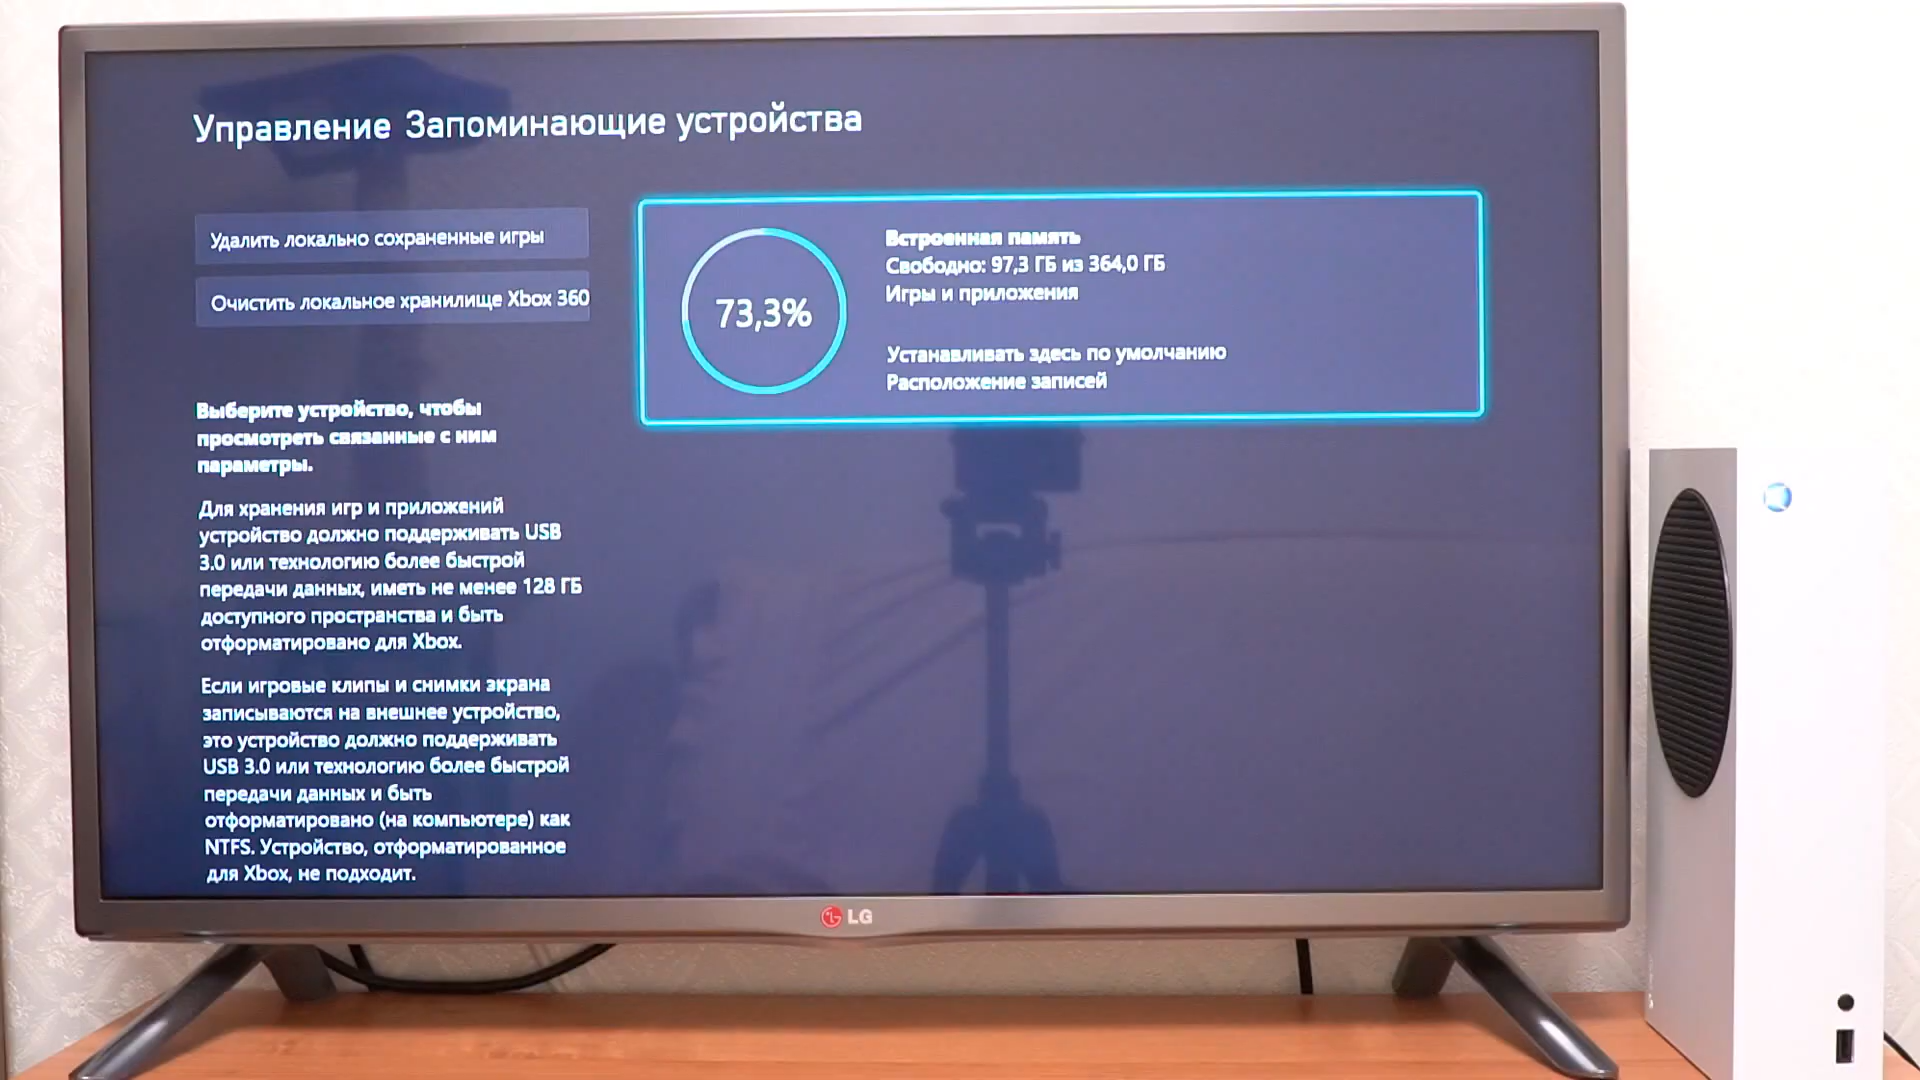 Управление Запоминающие устройства
Удалить локально сохраненные игры
Очистить локальное хранилище Xbox 360
Выберите устройство, чтобы
просмотреть связанные с ним
параметры.
Для хранения игр и приложений
устройство должно поддерживать USB
3.0 или технологию более быстрой
передачи данных, иметь не менее 128 ГБ
доступного пространства и быть
отформатировано для Xbox.
Если игровые клипы и снимки экрана
записываются на внешнее устройство,
это устройство должно поддерживать
USB 3.0 или технологию более быстрой
передачи данных и быть
отформатировано (на компьютере) как
NTFS. Устройство, отформатированное
для Xbox, не подходит.
73,3%
Встроенная память
Свободно: 97,3 ГБ из 364,0 ГБ
Игры и приложения
Устанавливать здесь по умолчанию
Расположение записей
LG